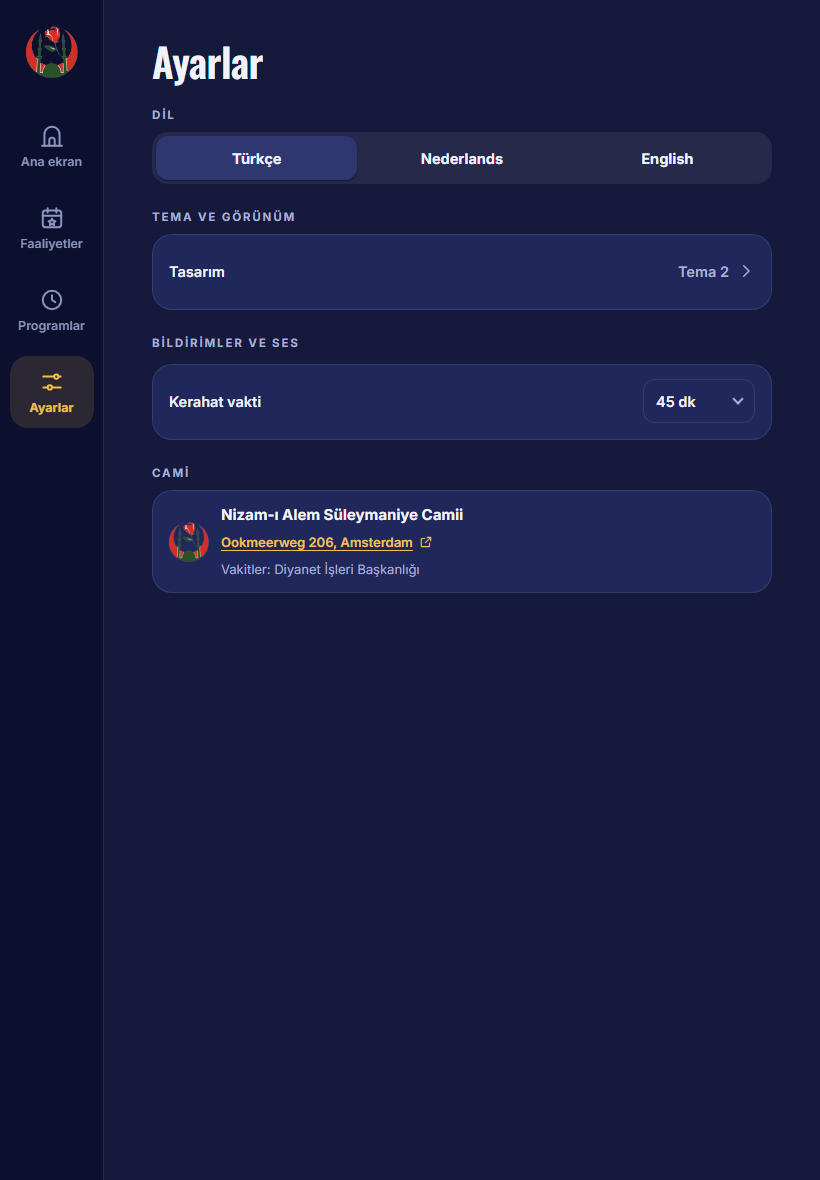 Ayarlar
Ana ekran
Faaliyetler
Programlar
Ayarlar
DİL
Türkçe
Nederlands
English
TEMA VE GÖRÜNÜM
Tasarım
Tema 2
BİLDİRİMLER VE SES
Kerahat vakti
45 dk
CAMİ
Nizam-ı Alem Süleymaniye Camii
Ookmeerweg 206, Amsterdam
Vakitler: Diyanet İşleri Başkanlığı